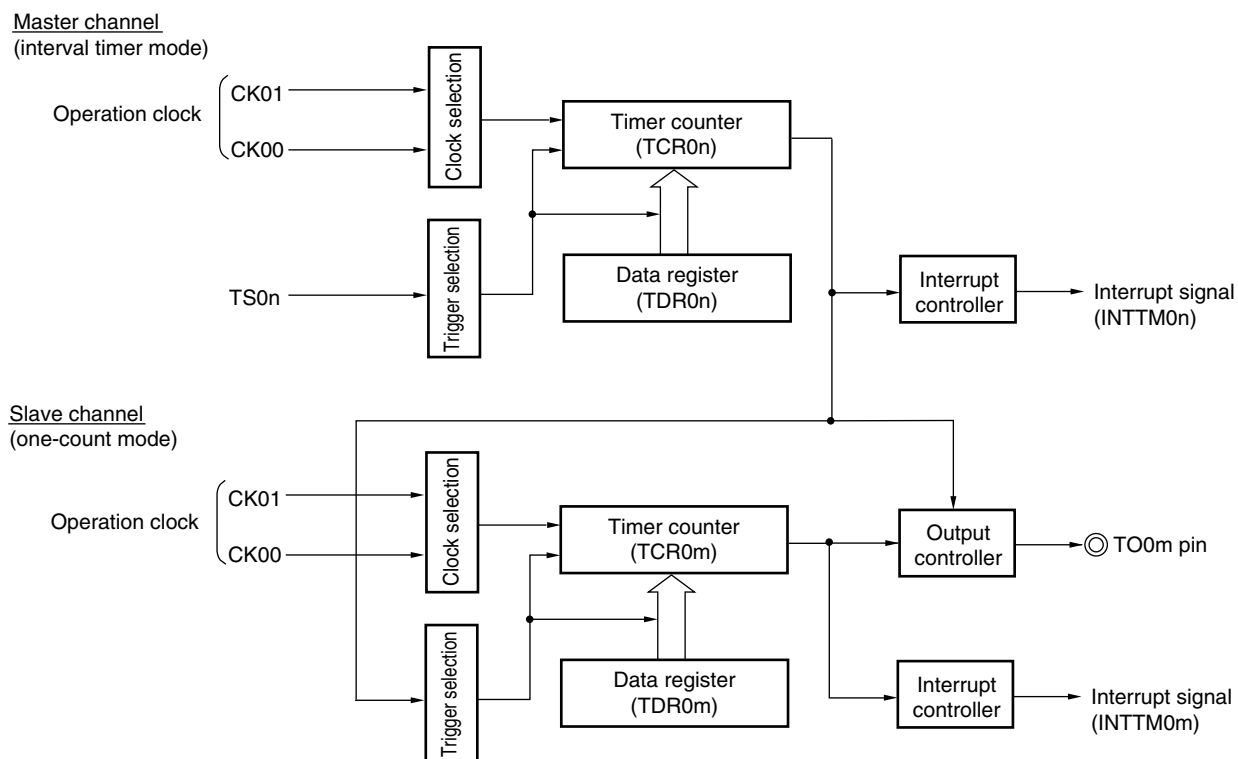 Master channel
(interval timer mode)
Operation clock
CK01
CK00
Clock selection
Timer counter
(TCR0n)
TS0n
Trigger selection
Data register
(TDR0n)
Interrupt
controller
Interrupt signal
(INTTM0n)
Slave channel
(one-count mode)
Operation clock
CK01
CK00
Clock selection
Timer counter
(TCR0m)
Output
controller
TO0m pin
Trigger selection
Data register
(TDR0m)
Interrupt
controller
Interrupt signal
(INTTM0m)